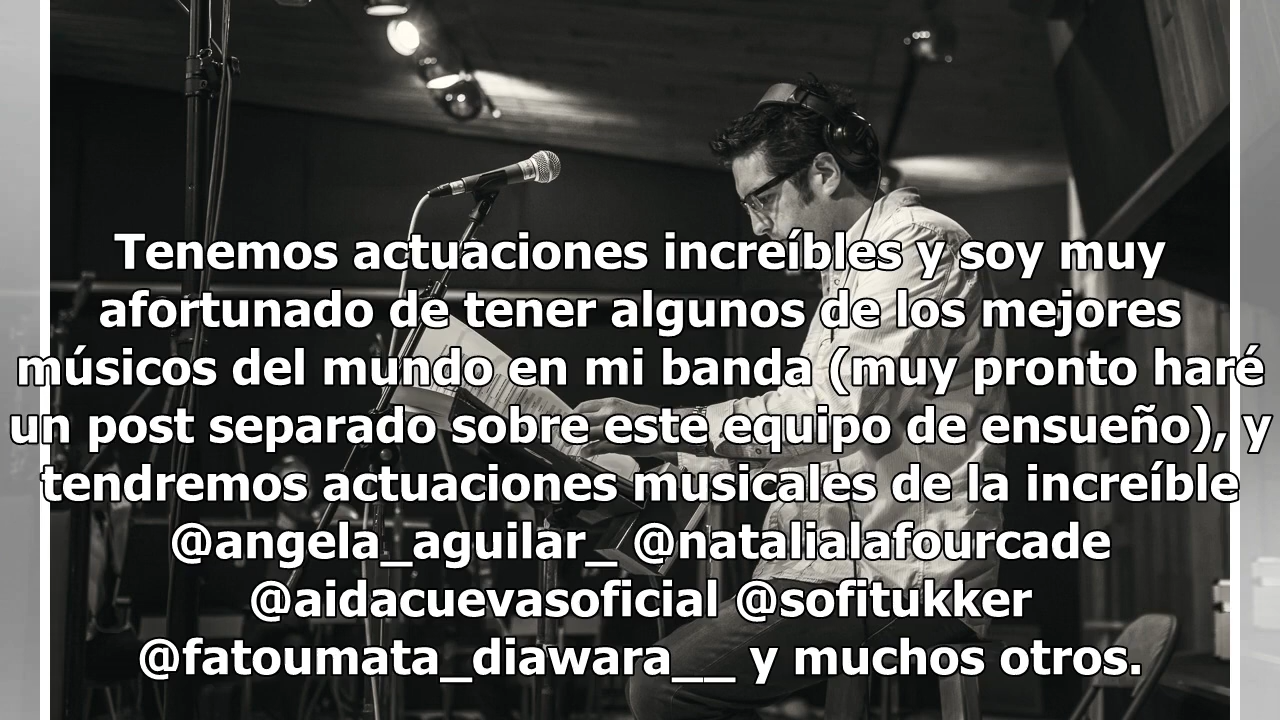 Tenemos actuaciones increíbles y soy muy
afortunado de tener algunos de los mejores
músicos del mundo en mi banda (muy pronto haré
un post separado sobre este equipo de ensueño), y
tendremos actuaciones musicales de la increíble
@angela_aguilar_ @natalialafourcade
@aidacuevasoficial @sofitukker
@fatoumata_diawara__ y muchos otros.